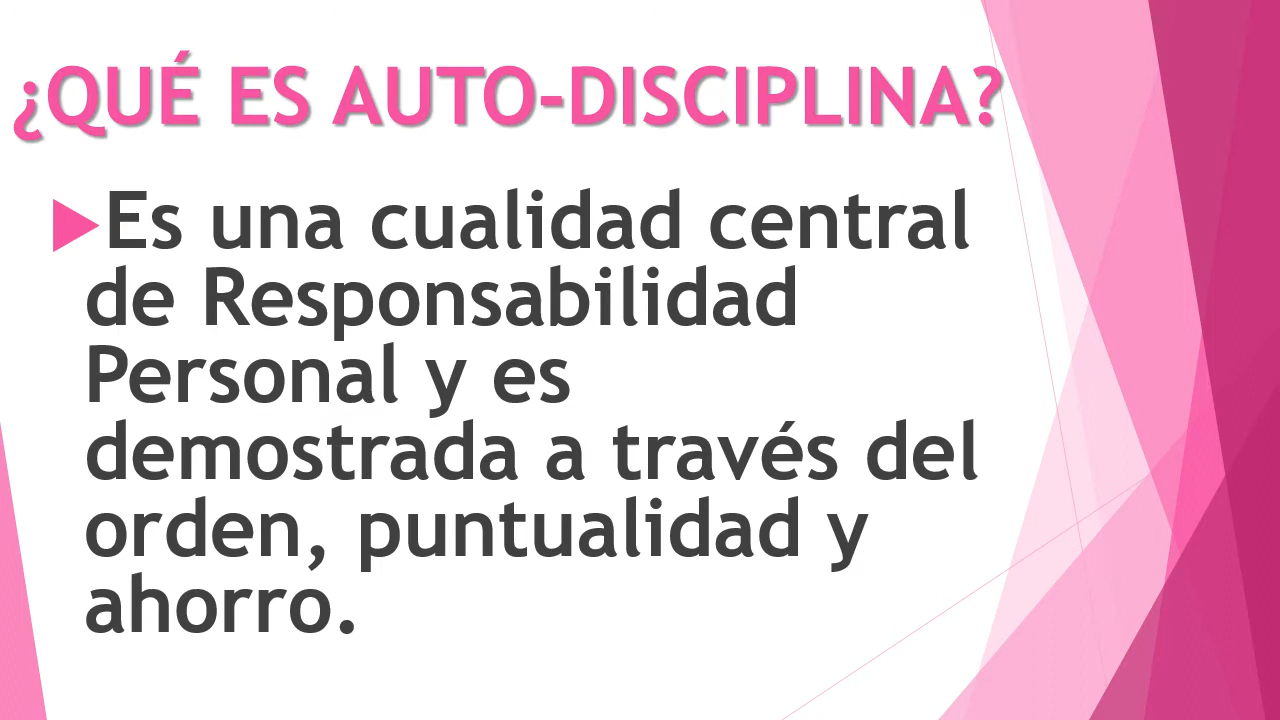 ¿QUÉ ES AUTO-DISCIPLINA?
Es una cualidad central
de Responsabilidad
Personal y es
demostrada a través del
orden, puntualidad y
ahorro.